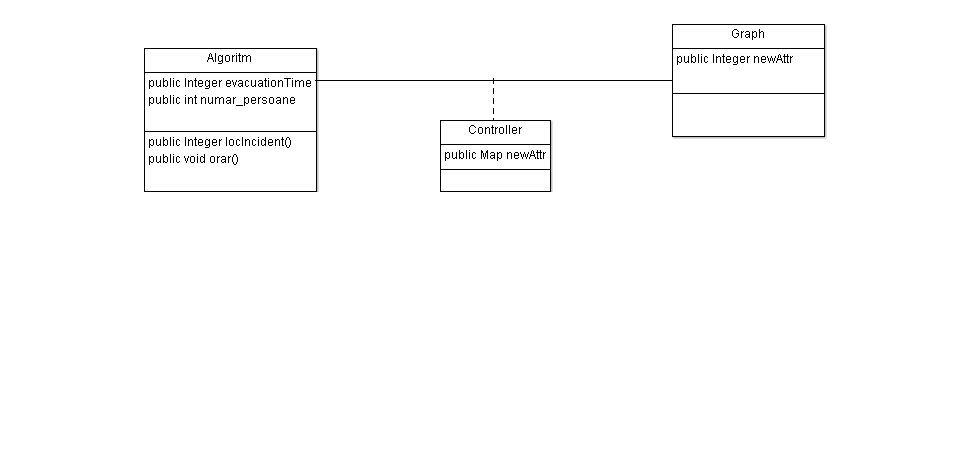 Algoritm
public Integer evacuationTime
public int numar_persoane
public Integer locIncident()
public void orar()
Controller
public Map newAttr
Graph
public Integer newAttr